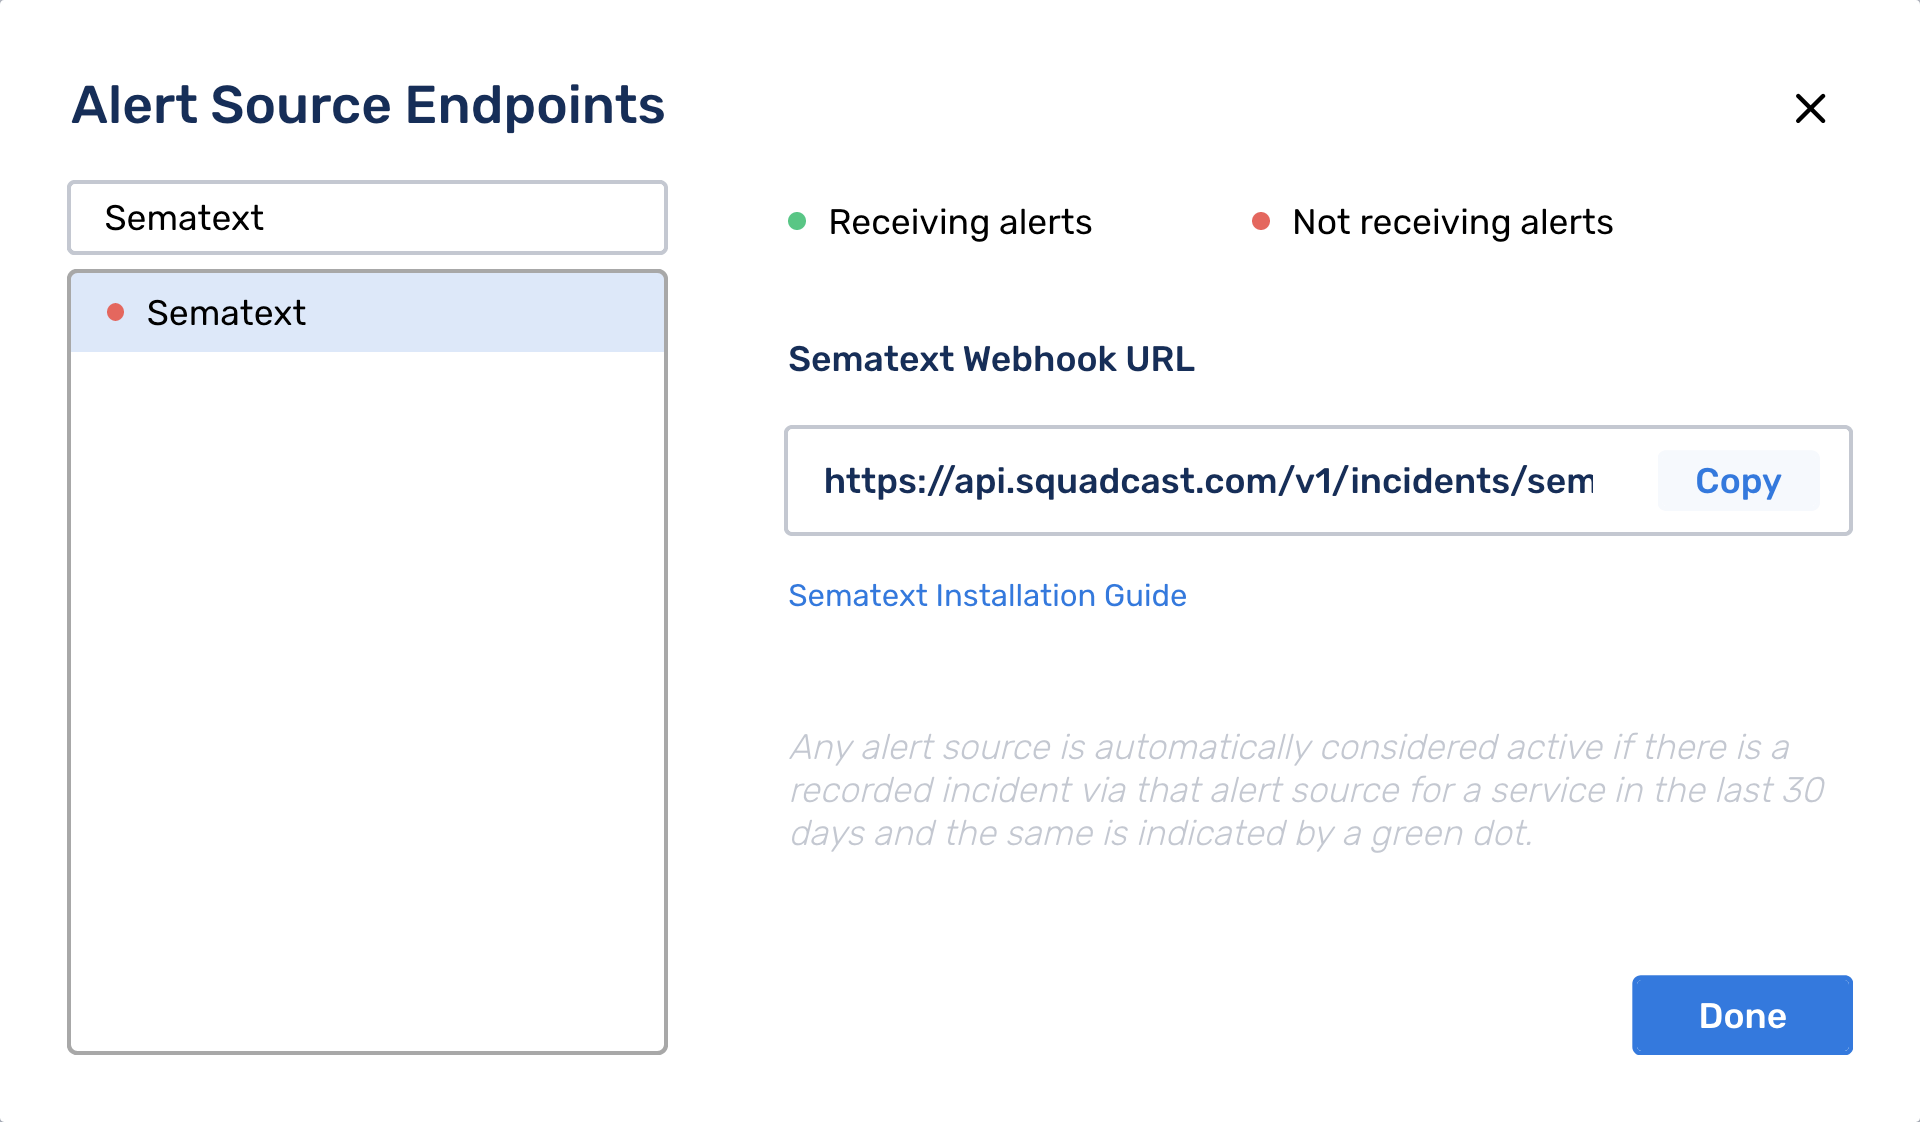 Alert Source Endpoints
Sematext
Sematext
Receiving alerts
Not receiving alerts
Sematext Webhook URL
https://api.squadcast.com/v1/incidents/sem
Copy
Sematext Installation Guide
Any alert source is automatically considered active if there is a
recorded incident via that alert source for a service in the last 30
days and the same is indicated by a green dot.
Done